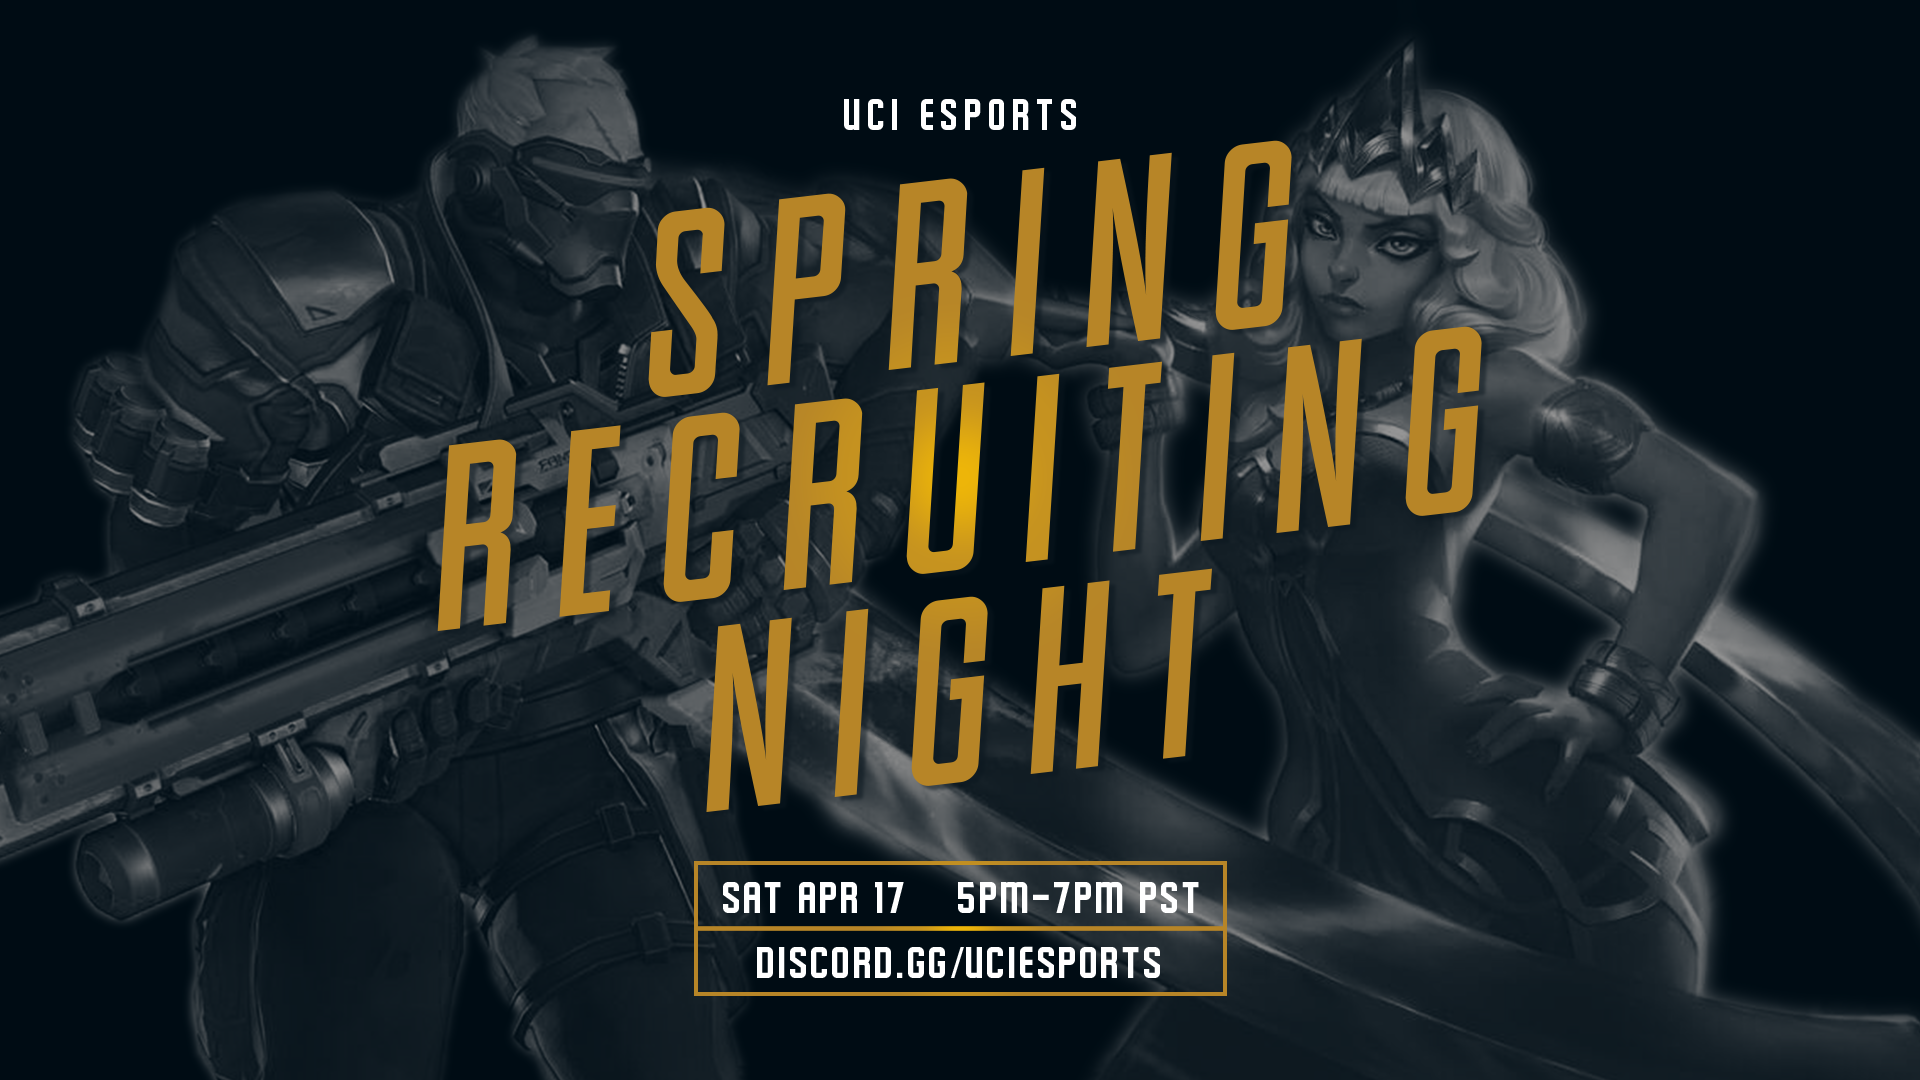 UCI ESPORTS
SPRING
RECRUITING
NIGHT
SAT APR 17 5PM-7PM PST
DISCORD.GG/UCIESPORTS